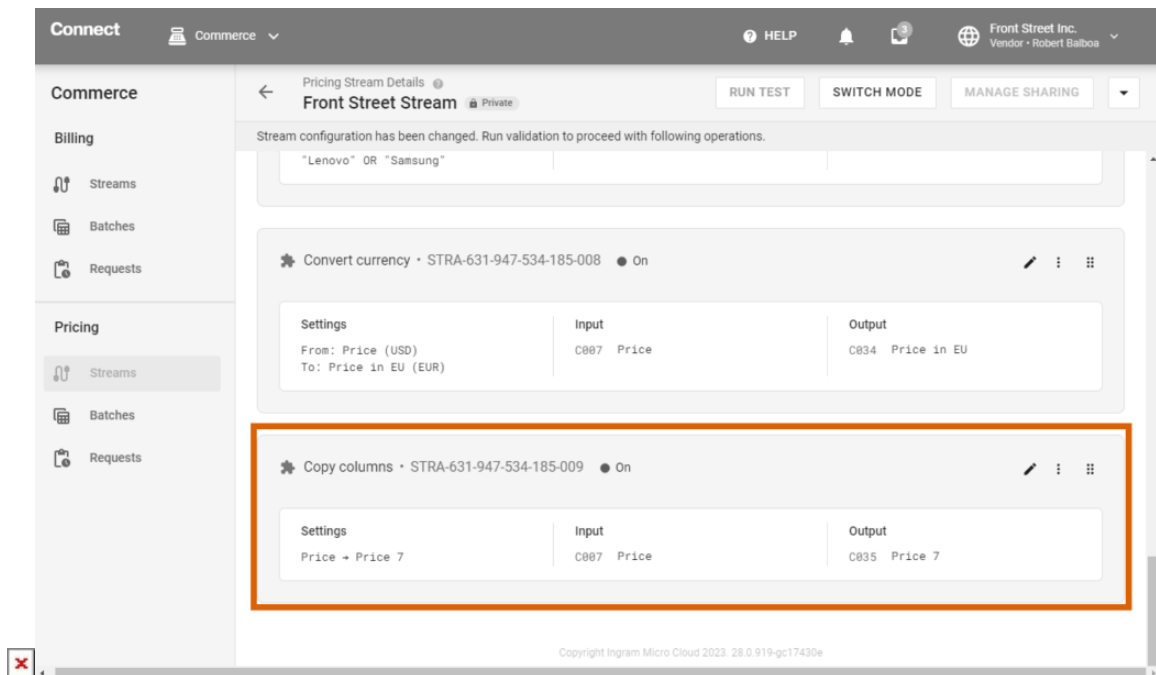 Connect
Commerce
HELP
3
Front Street Inc.
Vendor • Robert Balboa
Commerce
Pricing Stream Details
Front Street Stream
Private
RUN TEST
SWITCH MODE
MANAGE SHARING
Billing
Stream configuration has been changed. Run validation to proceed with following operations.
"Lenovo" OR "Samsung"
Streams
Batches
Requests
Convert currency • STRA-631-947-534-185-008
On
Settings
Input
Output
From: Price (USD)
C007 Price
C034 Price in EU
To: Price in EU (EUR)
Pricing
Streams
Batches
Requests
Copy columns • STRA-631-947-534-185-009
On
Settings
Input
Output
Price → Price 7
C007 Price
C035 Price 7
Copyright Ingram Micro Cloud 2023. 28.0.919-gc17430e